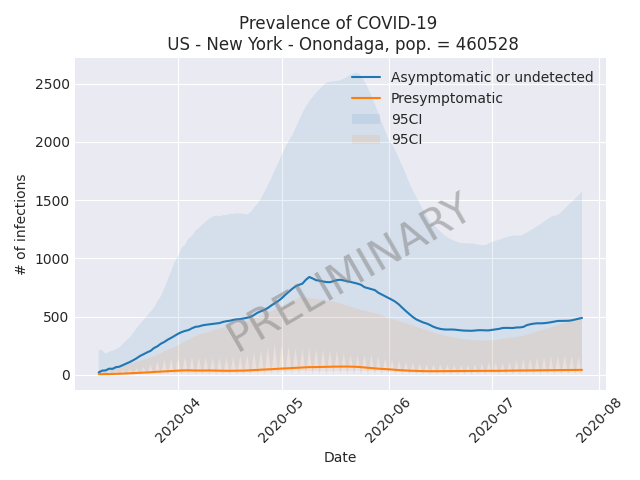 Prevalence of COVID-19
US - New York - Onondaga, pop. = 460528
Asymptomatic or undetected
Presymptomatic
95CI
95CI
# of infections
2500
2000
1500
1000
500
0
PRELIMINARY
2020-04
2020-05
2020-06
2020-07
2020-08
Date